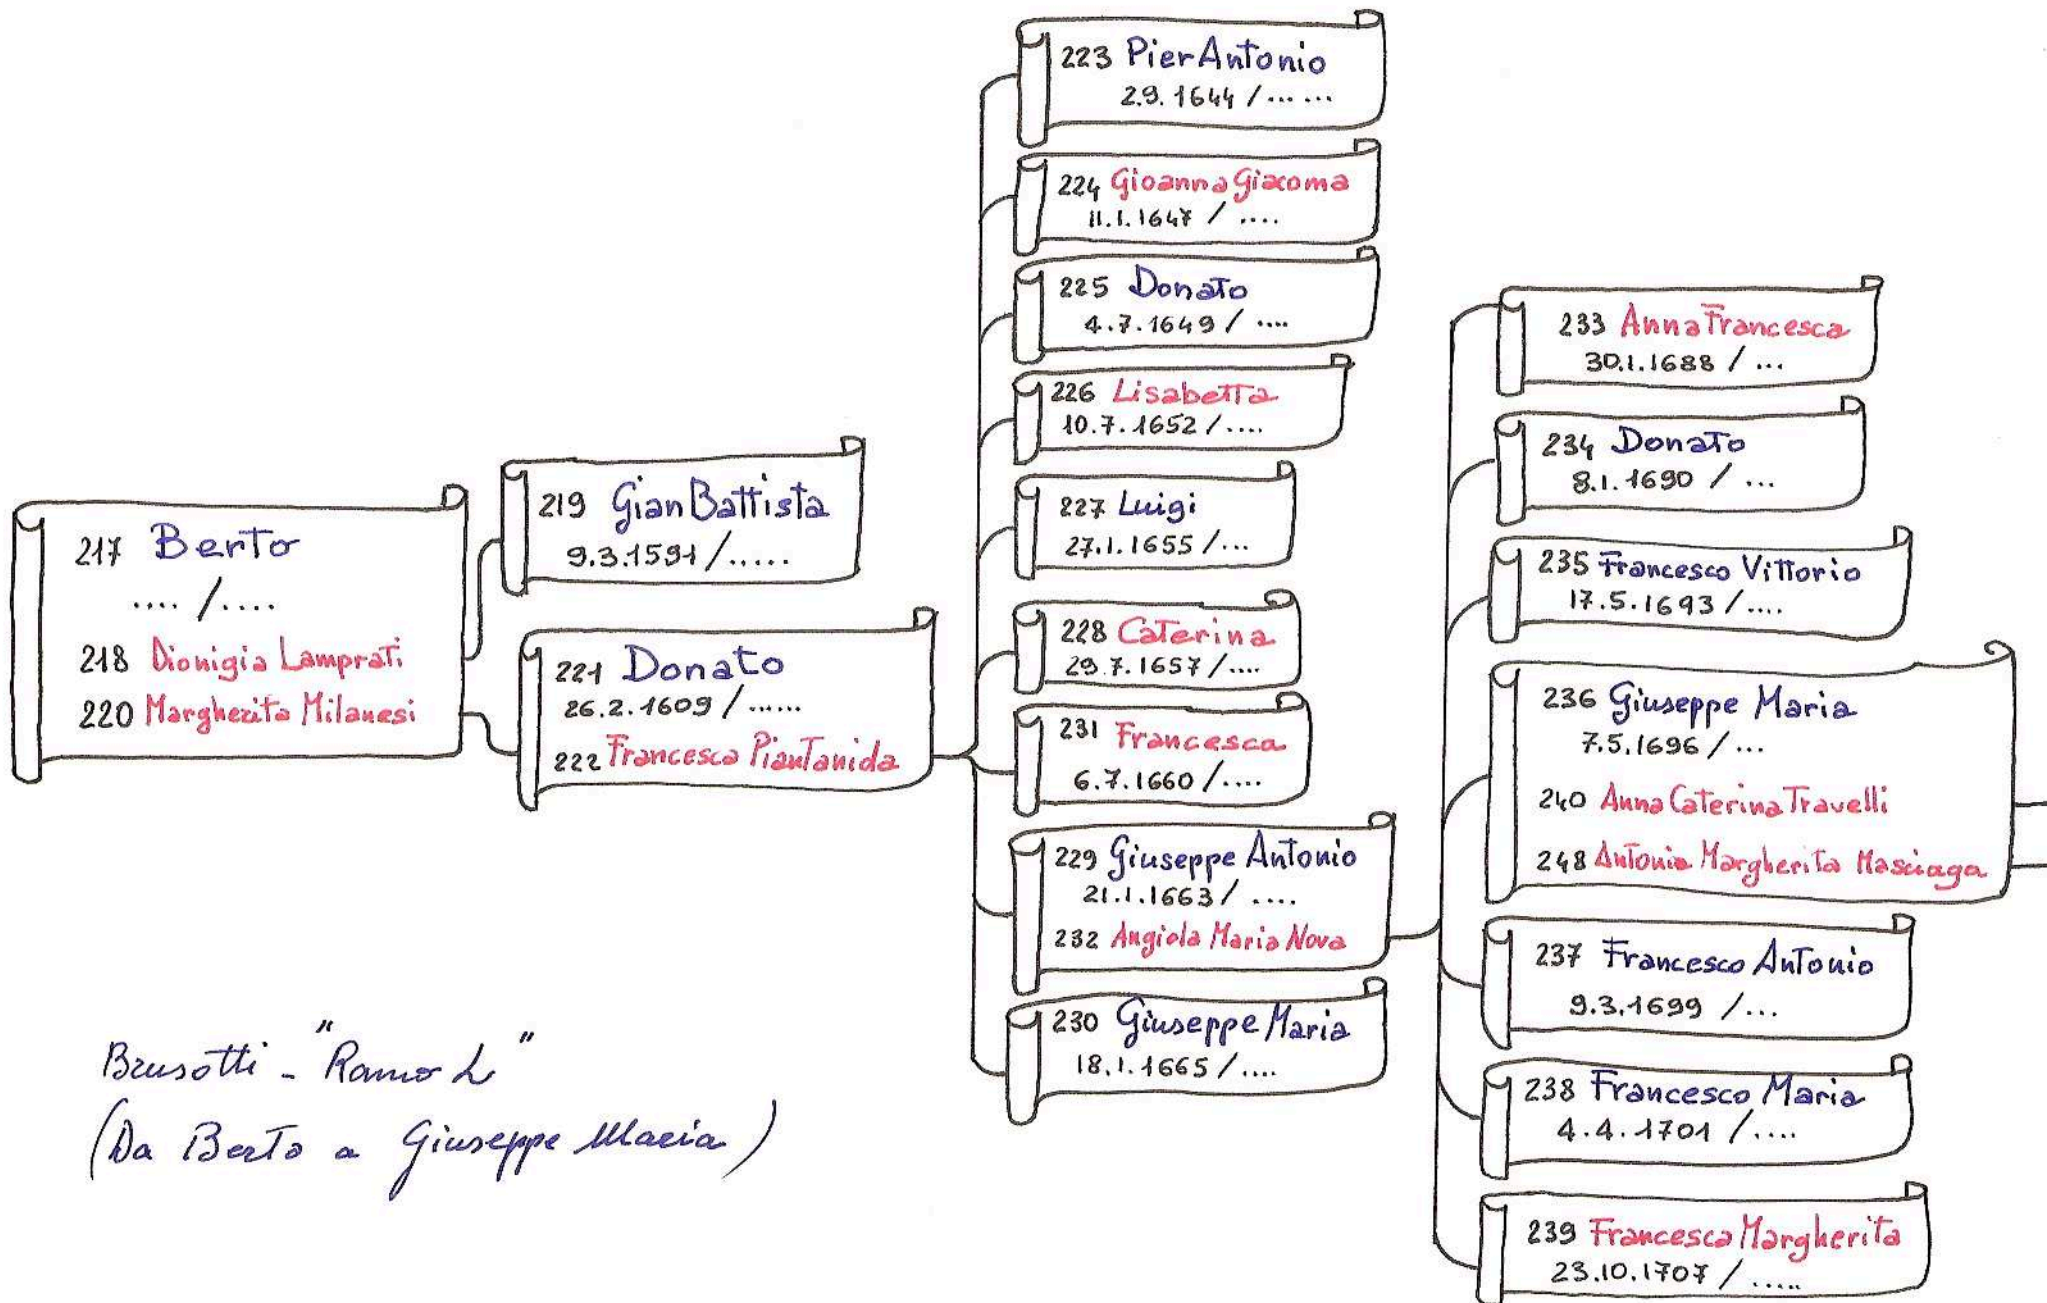 217 Berto
.... /....
218 Dionigia Lamprati
220 Margherita Milanesi
219 Gian Battista
9.3.1591 /.....
221 Donato
26.2.1609 / ......
222 Francesca Piantanida
223 Pier Antonio
2.9.1644 / ... ...
224 Gioanna Giacoma
11.1.1647 / ....
225 Donato
4.7.1649 / ....
226 Lisabetta
10.7.1652 / ....
227 Luigi
27.1.1655 /...
228 Caterina
29.7.1657 /....
231 Francesca
6.7.1660 /....
229 Giuseppe Antonio
21.1.1663 / ....
232 Angiola Maria Nova
230 Giuseppe Maria
18.1.1665 / ....
233 Anna Francesca
30.1.1688 / ...
234 Donato
8.1.1690 / ...
235 Francesco Vittorio
17.5.1693 / ....
236 Giuseppe Maria
7.5.1696 / ...
240 Anna Caterina Travelli
248 Antonia Margherita Masciaga
237 Francesco Antonio
9.3.1699 / ...
238 Francesco Maria
4.4.1701 / ....
239 Francesca Margherita
23.10.1707 / .....
Brusotti - "Ramo L"
(Da Berto a Giuseppe Maria)